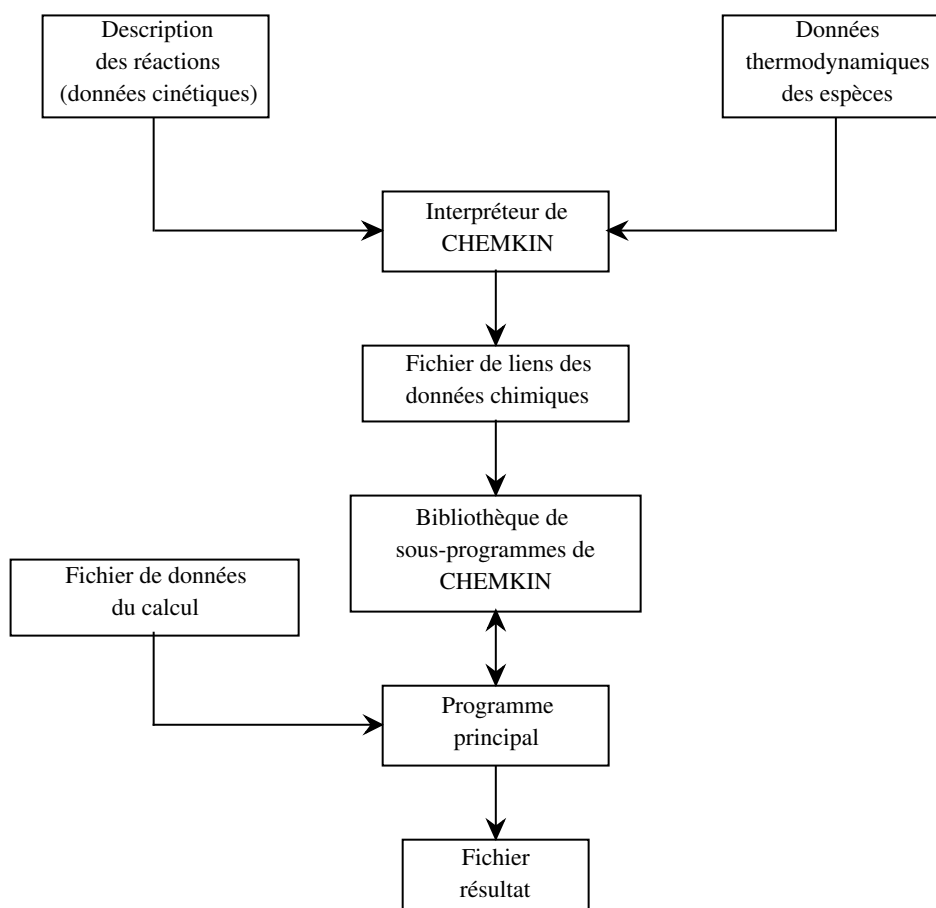 Description
des réactions
(données cinétiques)
Données
thermodynamiques
des espèces
Interpréteur de
CHEMKIN
Fichier de liens des
données chimiques
Bibliothèque de
sous-programmes de
CHEMKIN
Fichier de données
du calcul
Programme
principal
Fichier
résultat